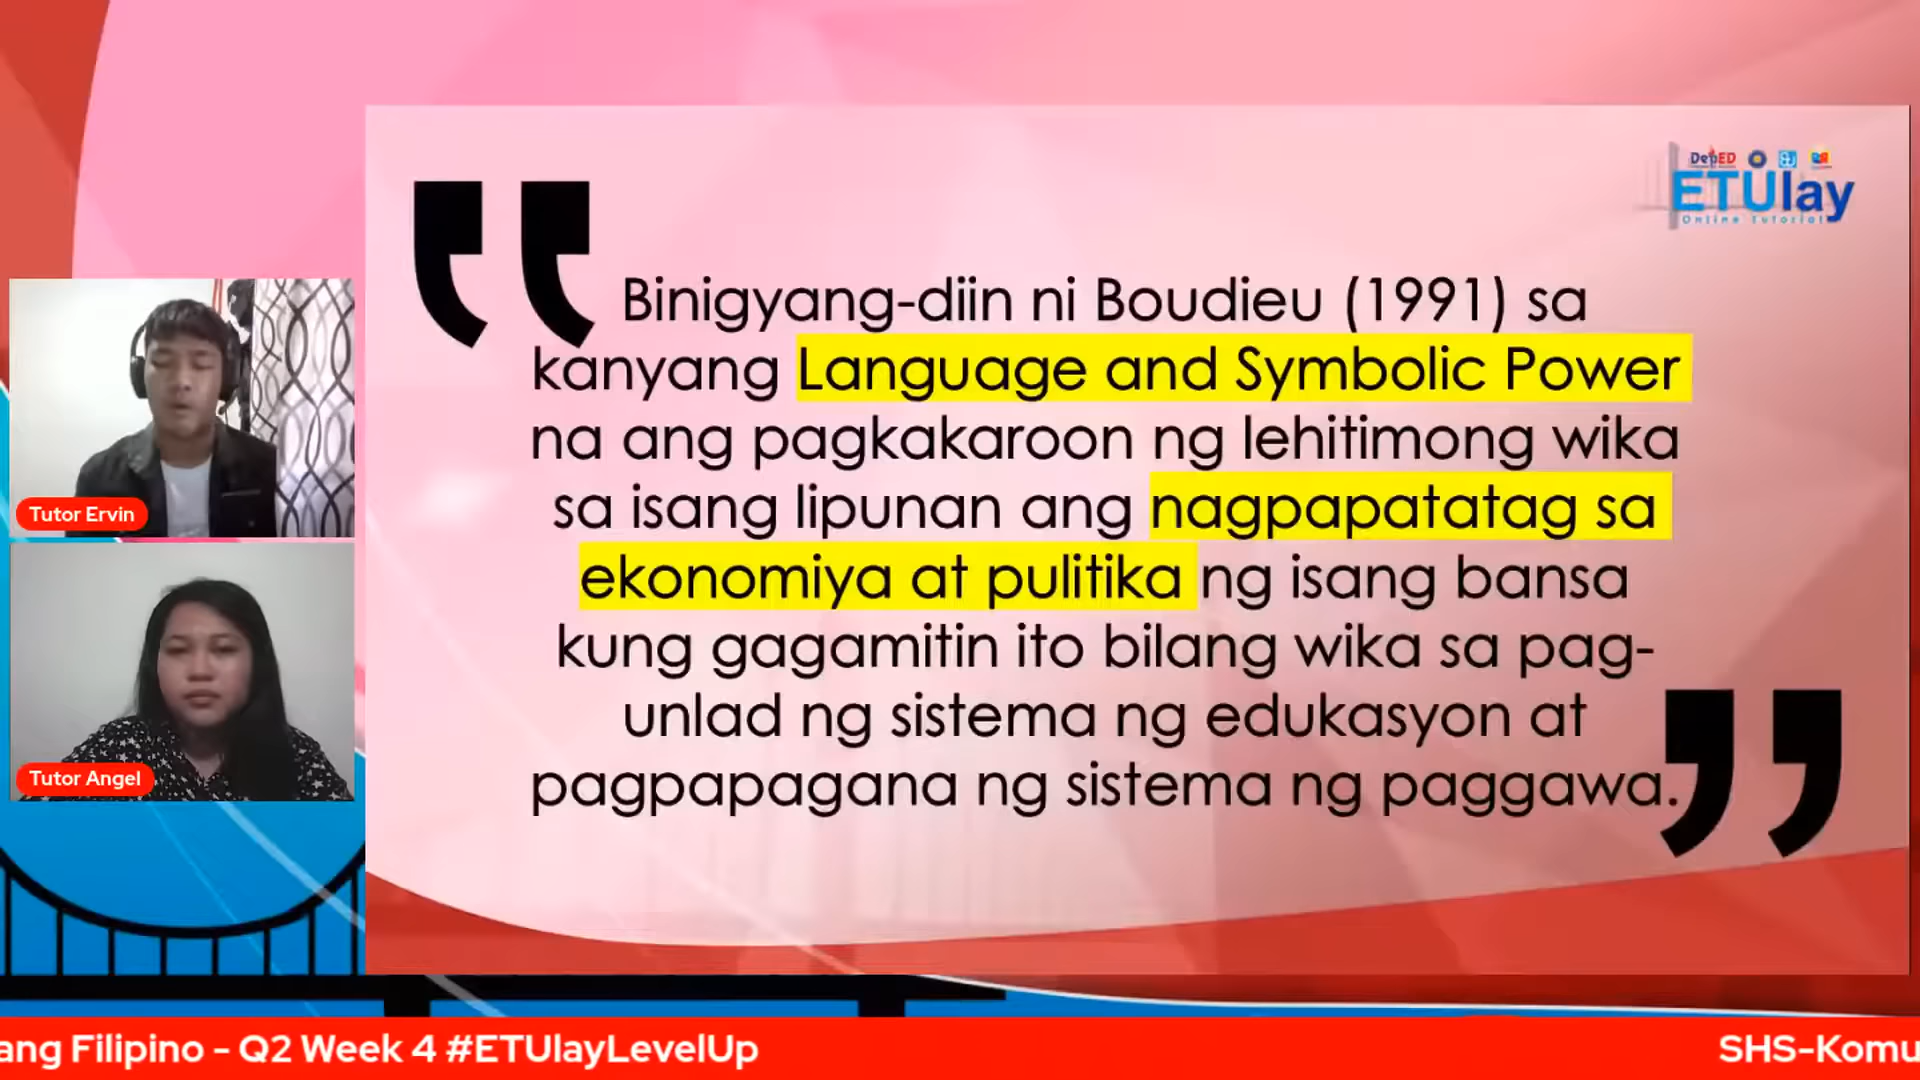 DepED
ETUlay
Online Tutorial
Binigyang-diin ni Boudieu (1991) sa
kanyang Language and Symbolic Power
na ang pagkakaroon ng lehitimong wika
sa isang lipunan ang nagpapatatag sa
ekonomiya at pulitika ng isang bansa
kung gagamitin ito bilang wika sa pag-
unlad ng sistema ng edukasyon at
pagpapagana ng sistema ng paggawa.
Tutor Ervin
Tutor Angel
ang Filipino - Q2 Week 4 #ETUlayLevelUp
SHS-Komu